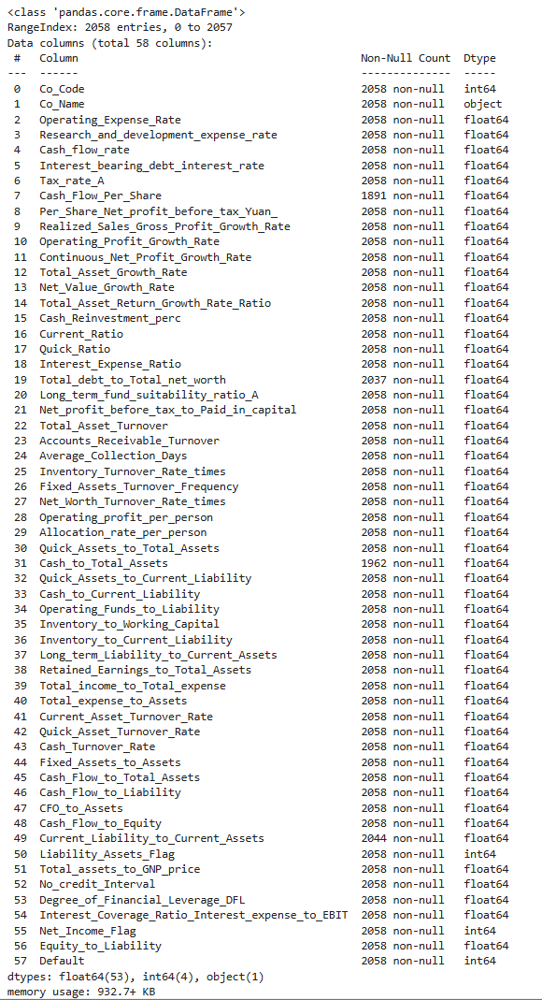 <class 'pandas.core.frame.DataFrame'>
RangeIndex: 2058 entries, 0 to 2057
Data columns (total 58 columns):
 #   Column                                         Non-Null Count  Dtype
---  ------                                         --------------  -----
 0   Co_Code                                        2058 non-null   int64
 1   Co_Name                                        2058 non-null   object
 2   Operating_Expense_Rate                         2058 non-null   float64
 3   Research_and_development_expense_rate          2058 non-null   float64
 4   Cash_flow_rate                                 2058 non-null   float64
 5   Interest_bearing_debt_interest_rate            2058 non-null   float64
 6   Tax_rate_A                                     2058 non-null   float64
 7   Cash_Flow_Per_Share                            1891 non-null   float64
 8   Per_Share_Net_profit_before_tax_Yuan_          2058 non-null   float64
 9   Realized_Sales_Gross_Profit_Growth_Rate        2058 non-null   float64
 10  Operating_Profit_Growth_Rate                   2058 non-null   float64
 11  Continuous_Net_Profit_Growth_Rate              2058 non-null   float64
 12  Total_Asset_Growth_Rate                        2058 non-null   float64
 13  Net_Value_Growth_Rate                          2058 non-null   float64
 14  Total_Asset_Return_Growth_Rate_Ratio           2058 non-null   float64
 15  Cash_Reinvestment_perc                         2058 non-null   float64
 16  Current_Ratio                                  2058 non-null   float64
 17  Quick_Ratio                                    2058 non-null   float64
 18  Interest_Expense_Ratio                         2058 non-null   float64
 19  Total_debt_to_Total_net_worth                  2037 non-null   float64
 20  Long_term_fund_suitability_ratio_A             2058 non-null   float64
 21  Net_profit_before_tax_to_Paid_in_capital       2058 non-null   float64
 22  Total_Asset_Turnover                           2058 non-null   float64
 23  Accounts_Receivable_Turnover                   2058 non-null   float64
 24  Average_Collection_Days                        2058 non-null   float64
 25  Inventory_Turnover_Rate_times                  2058 non-null   float64
 26  Fixed_Assets_Turnover_Frequency                2058 non-null   float64
 27  Net_Worth_Turnover_Rate_times                  2058 non-null   float64
 28  Operating_profit_per_person                    2058 non-null   float64
 29  Allocation_rate_per_person                     2058 non-null   float64
 30  Quick_Assets_to_Total_Assets                   2058 non-null   float64
 31  Cash_to_Total_Assets                           1962 non-null   float64
 32  Quick_Assets_to_Current_Liability              2058 non-null   float64
 33  Cash_to_Current_Liability                      2058 non-null   float64
 34  Operating_Funds_to_Liability                   2058 non-null   float64
 35  Inventory_to_Working_Capital                   2058 non-null   float64
 36  Inventory_to_Current_Liability                 2058 non-null   float64
 37  Long_term_Liability_to_Current_Assets          2058 non-null   float64
 38  Retained_Earnings_to_Total_Assets              2058 non-null   float64
 39  Total_income_to_Total_expense                  2058 non-null   float64
 40  Total_expense_to_Assets                        2058 non-null   float64
 41  Current_Asset_Turnover_Rate                    2058 non-null   float64
 42  Quick_Asset_Turnover_Rate                      2058 non-null   float64
 43  Cash_Turnover_Rate                             2058 non-null   float64
 44  Fixed_Assets_to_Assets                         2058 non-null   float64
 45  Cash_Flow_to_Total_Assets                      2058 non-null   float64
 46  Cash_Flow_to_Liability                         2058 non-null   float64
 47  CFO_to_Assets                                  2058 non-null   float64
 48  Cash_Flow_to_Equity                            2058 non-null   float64
 49  Current_Liability_to_Current_Assets            2044 non-null   float64
 50  Liability_Assets_Flag                          2058 non-null   int64
 51  Total_assets_to_GNP_price                      2058 non-null   float64
 52  No_credit_Interval                             2058 non-null   float64
 53  Degree_of_Financial_Leverage_DFL               2058 non-null   float64
 54  Interest_Coverage_Ratio_Interest_expense_to_EBIT  2058 non-null   float64
 55  Net_Income_Flag                                2058 non-null   int64
 56  Equity_to_Liability                            2058 non-null   float64
 57  Default                                        2058 non-null   int64
dtypes: float64(53), int64(4), object(1)
memory usage: 932.7+ KB